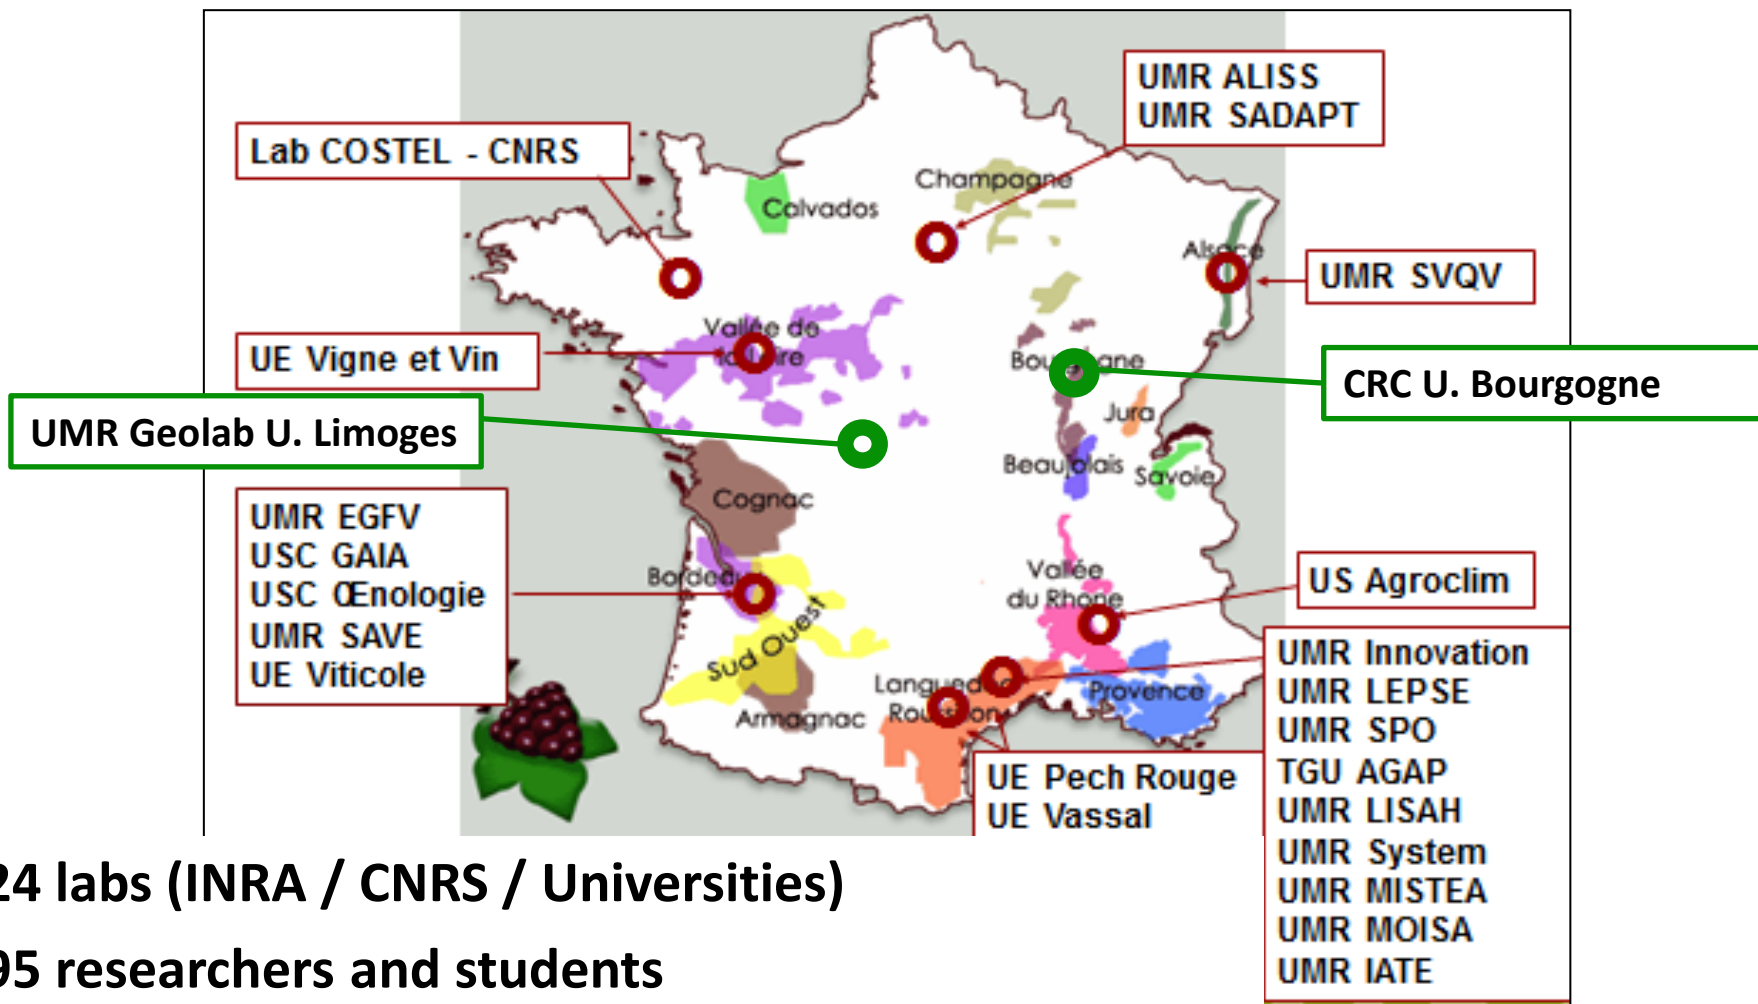 UMR ALISS
UMR SADAPT
Lab COSTEL - CNRS
Champagne
Calvados
Alsace
UMR SVQV
Vallée de
la Loire
UE Vigne et Vin
Bourgogne
CRC U. Bourgogne
Jura
UMR Geolab U. Limoges
Beaujolais
Savoie
Cognac
UMR EGFV
USC GAIA
USC Œnologie
UMR SAVE
UE Viticole
Bordeaux
Vallée
du Rhone
US Agroclim
Sud Ouest
Armagnac
Languedoc
Roussillon
Provence
UE Pech Rouge
UE Vassal
UMR Innovation
UMR LEPSE
UMR SPO
TGU AGAP
UMR LISAH
UMR System
UMR MISTEA
UMR MOISA
UMR IATE
24 labs (INRA / CNRS / Universities)
95 researchers and students